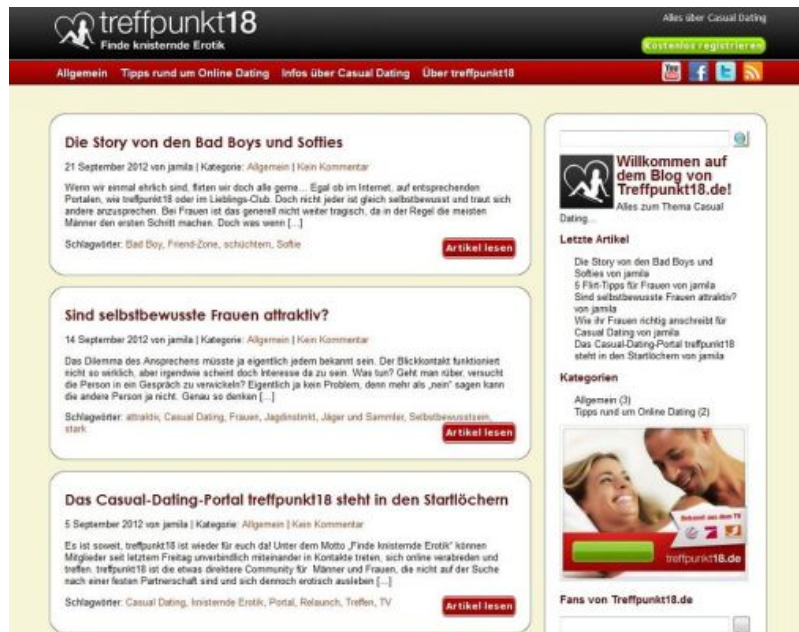 treffpunkt18
Finde knisternde Erotik
Alles über Casual Dating
Kostenlos registrieren
Allgemein Tipps rund um Online Dating Infos über Casual Dating Über treffpunkt18
You
Die Story von den Bad Boys und Softies
21 September 2012 von jamila | Kategorie: Allgemein | Kein Kommentar
Wenn wir einmal ehrlich sind, flirten wir doch alle gerne... Egal ob im Internet, auf entsprechenden
Portalen, wie treffpunkt18 oder im Lieblings-Club. Doch nicht jeder ist gleich selbstbewusst und traut sich
andere anzusprechen. Bei Frauen ist das generell nicht weiter tragisch, da in der Regel die meisten
Männer den ersten Schritt machen. Doch was wenn [...]
Schlagwörter: Bad Boy, Friend-Zone, schüchtern, Softie
Artikel lesen
Sind selbstbewusste Frauen attraktiv?
14 September 2012 von jamila | Kategorie: Allgemein | Kein Kommentar
Das Dilemma des Ansprechens müsste ja eigentlich jedem bekannt sein. Der Blickkontakt funktioniert
nicht so wirklich, aber irgendwie scheint doch Interesse da zu sein. Was tun? Geht man rüber, versucht
die Person in ein Gespräch zu verwickeln? Eigentlich ja kein Problem, denn mehr als „nein" sagen kann
die andere Person ja nicht. Genau so denken [...]
Schlagwörter: attraktiv, Casual Dating, Frauen, Jagdinstinkt, Jäger und Sammler, Selbstbewusstsein,
stark
Artikel lesen
Das Casual-Dating-Portal treffpunkt18 steht in den Startlöchern
5 September 2012 von jamila | Kategorie: Allgemein | Kein Kommentar
Es ist soweit, treffpunkt18 ist wieder für euch da! Unter dem Motto „Finde knisternde Erotik" können
Mitglieder seit letztem Freitag unverbindlich miteinander in Kontakte treten, sich online verabreden und
treffen. treffpunkt18 ist die etwas direktere Community für Männer und Frauen, die nicht auf der Suche
nach einer festen Partnerschaft sind und sich dennoch erotisch ausleben [...]
Schlagwörter: Casual Dating, knisternde Erotik, Portal, Relaunch, Treffen, TV
Artikel lesen
Willkommen auf
dem Blog von
Treffpunkt18.de!
Alles zum Thema Casual
Dating...
Letzte Artikel
Die Story von den Bad Boys und
Softies von jamila
5 Flirt-Tipps für Frauen von jamila
Sind selbstbewusste Frauen attraktiv?
von jamila
Wie ihr Frauen richtig anschreibt für
Casual Dating von jamila
Das Casual-Dating-Portal treffpunkt18
steht in den Startlöchern von jamila
Kategorien
Allgemein (3)
Tipps rund um Online Dating (2)
Bekannt aus dem TV
treffpunkt18.de
Fans von Treffpunkt18.de